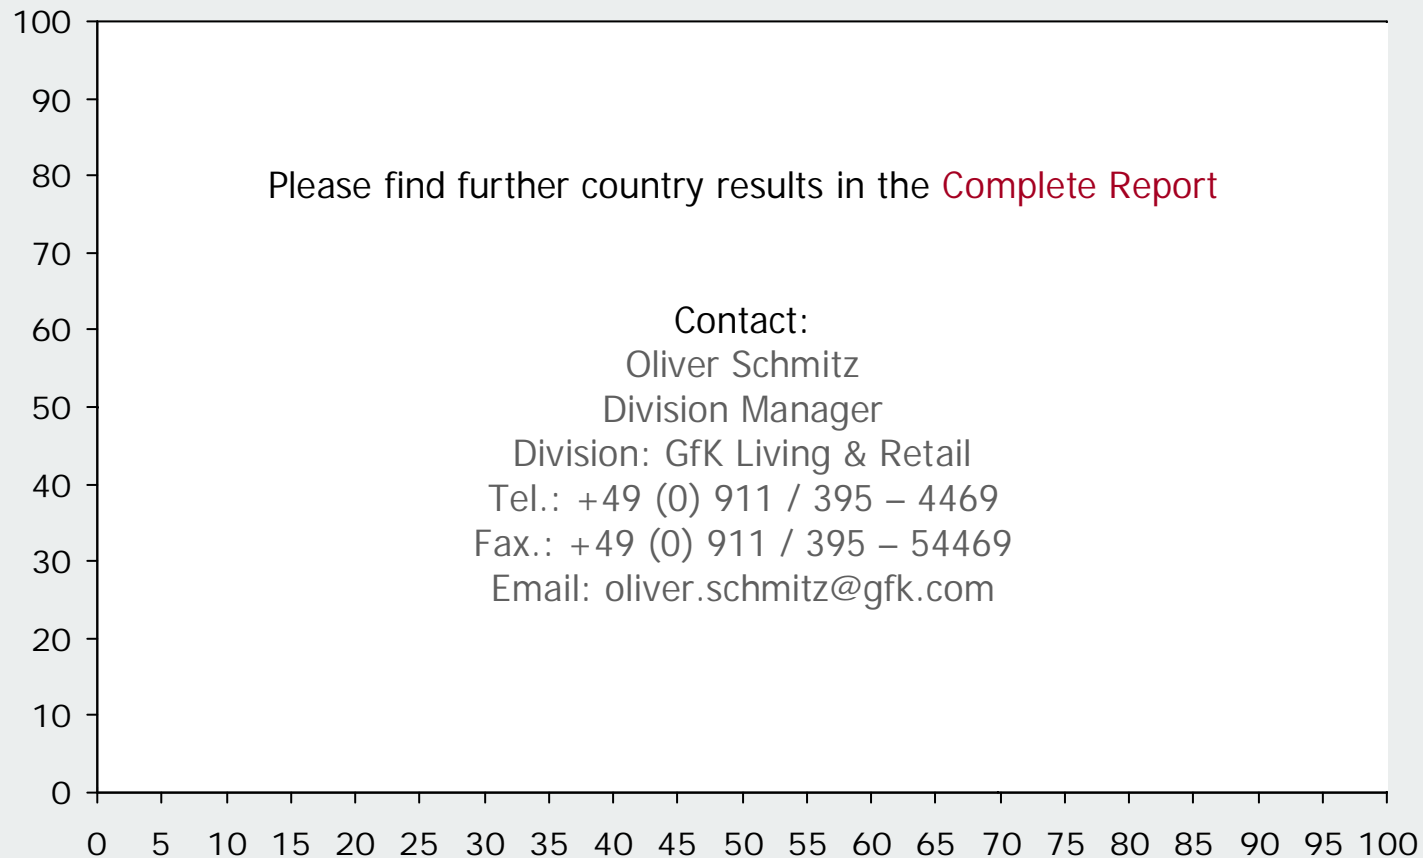 100
90
80
70
60
50
40
30
20
10
0
Please find further country results in the Complete Report
Contact:
Oliver Schmitz
Division Manager
Division: GfK Living & Retail
Tel.: +49 (0) 911 / 395 – 4469
Fax.: +49 (0) 911 / 395 – 54469
Email: oliver.schmitz@gfk.com
0 5 10 15 20 25 30 35 40 45 50 55 60 65 70 75 80 85 90 95 100